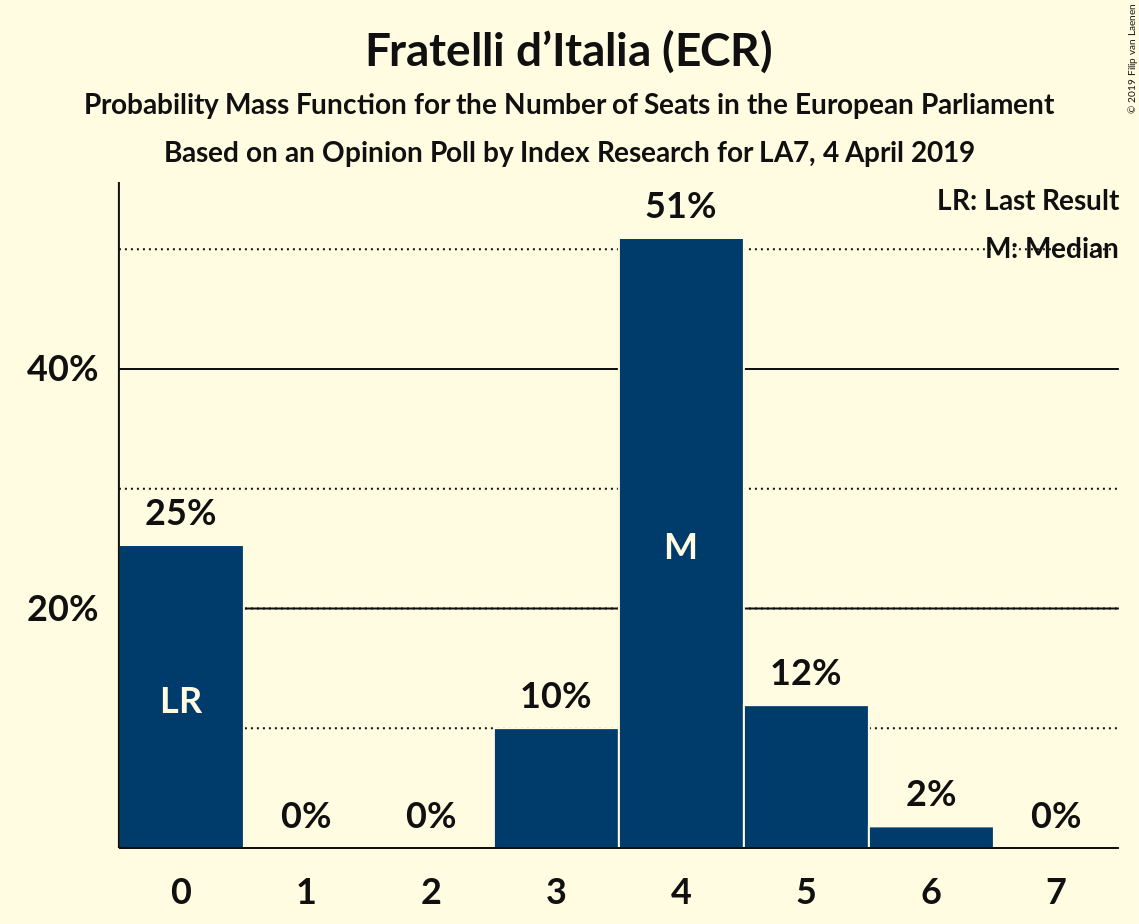 Fratelli d’Italia (ECR)
Probability Mass Function for the Number of Seats in the European Parliament
Based on an Opinion Poll by Index Research for LA7, 4 April 2019
© 2019 Filip van Laenen
LR: Last Result
M: Median
51%
40%
25%
M
20%
LR
10%
12%
0%
0%
2%
0%
0 1 2 3 4 5 6 7